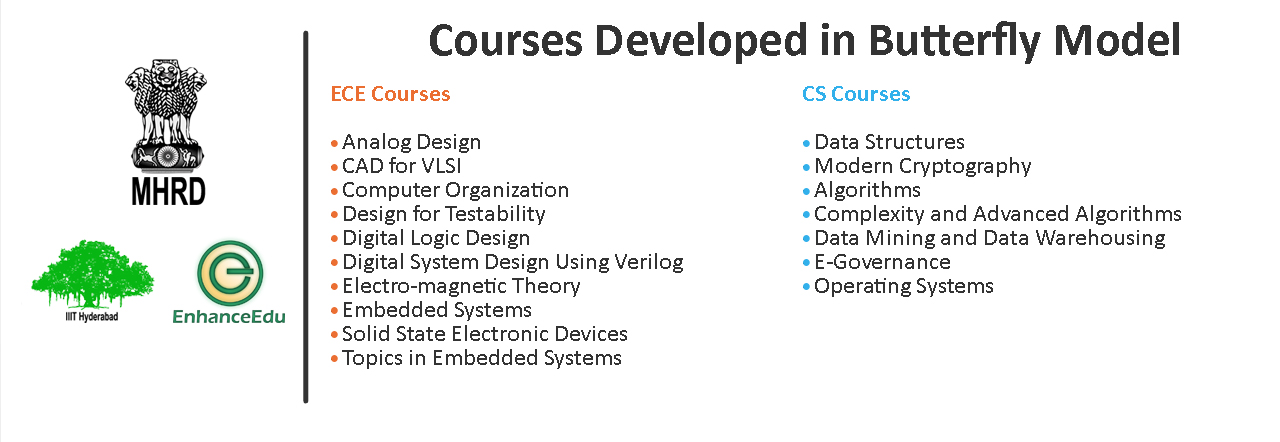 Courses Developed in Butterfly Model
MHRD
IIIT Hyderabad
EnhanceEdu
ECE Courses
• Analog Design
• CAD for VLSI
• Computer Organization
• Design for Testability
• Digital Logic Design
• Digital System Design Using Verilog
• Electro-magnetic Theory
• Embedded Systems
• Solid State Electronic Devices
• Topics in Embedded Systems
CS Courses
• Data Structures
• Modern Cryptography
• Algorithms
• Complexity and Advanced Algorithms
• Data Mining and Data Warehousing
• E-Governance
• Operating Systems